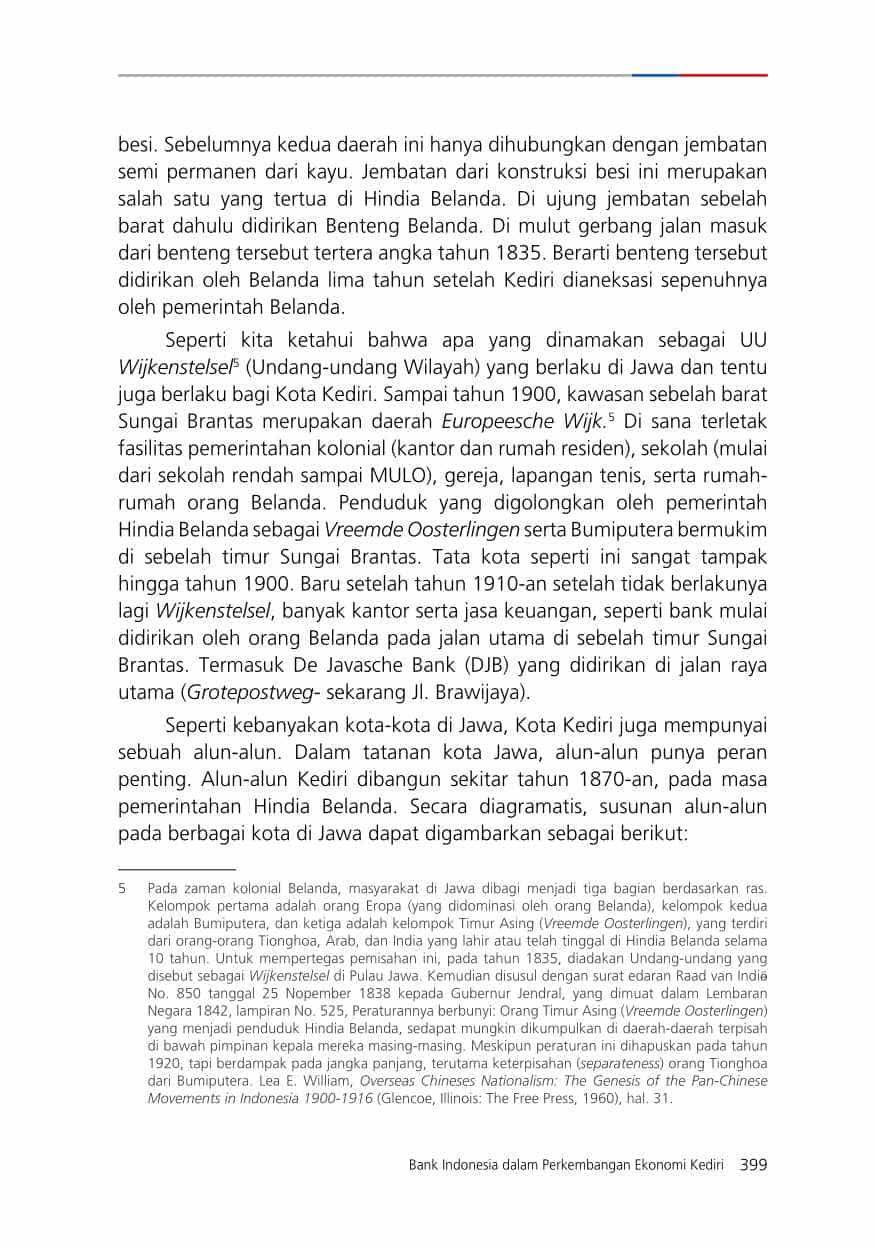 besi. Sebelumnya kedua daerah ini hanya dihubungkan dengan jembatan
semi permanen dari kayu. Jembatan dari konstruksi besi ini merupakan
salah satu yang tertua di Hindia Belanda. Di ujung jembatan sebelah
barat dahulu didirikan Benteng Belanda. Di mulut gerbang jalan masuk
dari benteng tersebut tertera angka tahun 1835. Berarti benteng tersebut
didirikan oleh Belanda lima tahun setelah Kediri dianeksasi sepenuhnya
oleh pemerintah Belanda.
Seperti kita ketahui bahwa apa yang dinamakan sebagai UU
Wijkenstelsel⁵ (Undang-undang Wilayah) yang berlaku di Jawa dan tentu
juga berlaku bagi Kota Kediri. Sampai tahun 1900, kawasan sebelah barat
Sungai Brantas merupakan daerah Europeesche Wijk.⁵ Di sana terletak
fasilitas pemerintahan kolonial (kantor dan rumah residen), sekolah (mulai
dari sekolah rendah sampai MULO), gereja, lapangan tenis, serta rumah-
rumah orang Belanda. Penduduk yang digolongkan oleh pemerintah
Hindia Belanda sebagai Vreemde Oosterlingen serta Bumiputera bermukim
di sebelah timur Sungai Brantas. Tata kota seperti ini sangat tampak
hingga tahun 1900. Baru setelah tahun 1910-an setelah tidak berlakunya
lagi Wijkenstelsel, banyak kantor serta jasa keuangan, seperti bank mulai
didirikan oleh orang Belanda pada jalan utama di sebelah timur Sungai
Brantas. Termasuk De Javasche Bank (DJB) yang didirikan di jalan raya
utama (Grotepostweg- sekarang Jl. Brawijaya).
Seperti kebanyakan kota-kota di Jawa, Kota Kediri juga mempunyai
sebuah alun-alun. Dalam tatanan kota Jawa, alun-alun punya peran
penting. Alun-alun Kediri dibangun sekitar tahun 1870-an, pada masa
pemerintahan Hindia Belanda. Secara diagramatis, susunan alun-alun
pada berbagai kota di Jawa dapat digambarkan sebagai berikut:
5 Pada zaman kolonial Belanda, masyarakat di Jawa dibagi menjadi tiga bagian berdasarkan ras.
Kelompok pertama adalah orang Eropa (yang didominasi oleh orang Belanda), kelompok kedua
adalah Bumiputera, dan ketiga adalah kelompok Timur Asing (Vreemde Oosterlingen), yang terdiri
dari orang-orang Tionghoa, Arab, dan India yang lahir atau telah tinggal di Hindia Belanda selama
10 tahun. Untuk mempertegas pemisahan ini, pada tahun 1835, diadakan Undang-undang yang
disebut sebagai Wijkenstelsel di Pulau Jawa. Kemudian disusul dengan surat edaran Raad van Indië
No. 850 tanggal 25 Nopember 1838 kepada Gubernur Jendral, yang dimuat dalam Lembaran
Negara 1842, lampiran No. 525, Peraturannya berbunyi: Orang Timur Asing (Vreemde Oosterlingen)
yang menjadi penduduk Hindia Belanda, sedapat mungkin dikumpulkan di daerah-daerah terpisah
di bawah pimpinan kepala mereka masing-masing. Meskipun peraturan ini dihapuskan pada tahun
1920, tapi berdampak pada jangka panjang, terutama keterpisahan (separateness) orang Tionghoa
dari Bumiputera. Lea E. William, Overseas Chineses Nationalism: The Genesis of the Pan-Chinese
Movements in Indonesia 1900-1916 (Glencoe, Illinois: The Free Press, 1960), hal. 31.
Bank Indonesia dalam Perkembangan Ekonomi Kediri 399